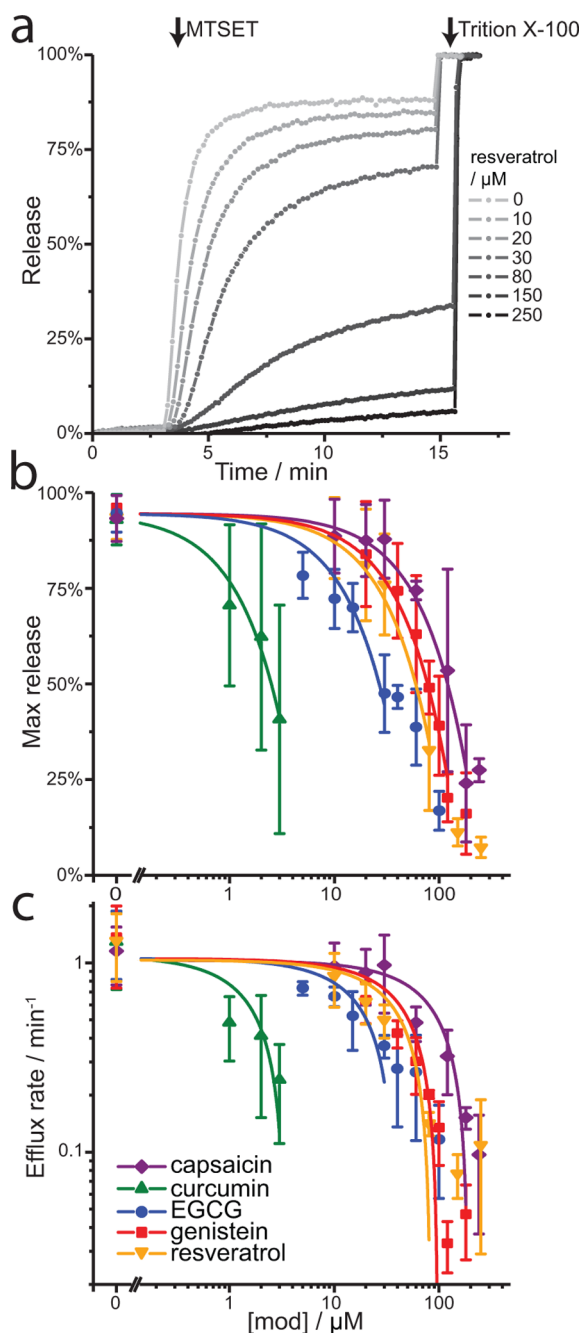 a
MTSET
Trition X-100
100%
75%
50%
25%
0%
Release
resveratrol
/ µM
0
10
20
30
80
150
250
0
5
10
15
Time / min
b
100%
75%
50%
25%
0%
Max release
0
1
10
100
c
1
0.1
Efflux rate / min⁻¹
capsaicin
curcumin
EGCG
genistein
resveratrol
0
1
10
100
[mod] / µM